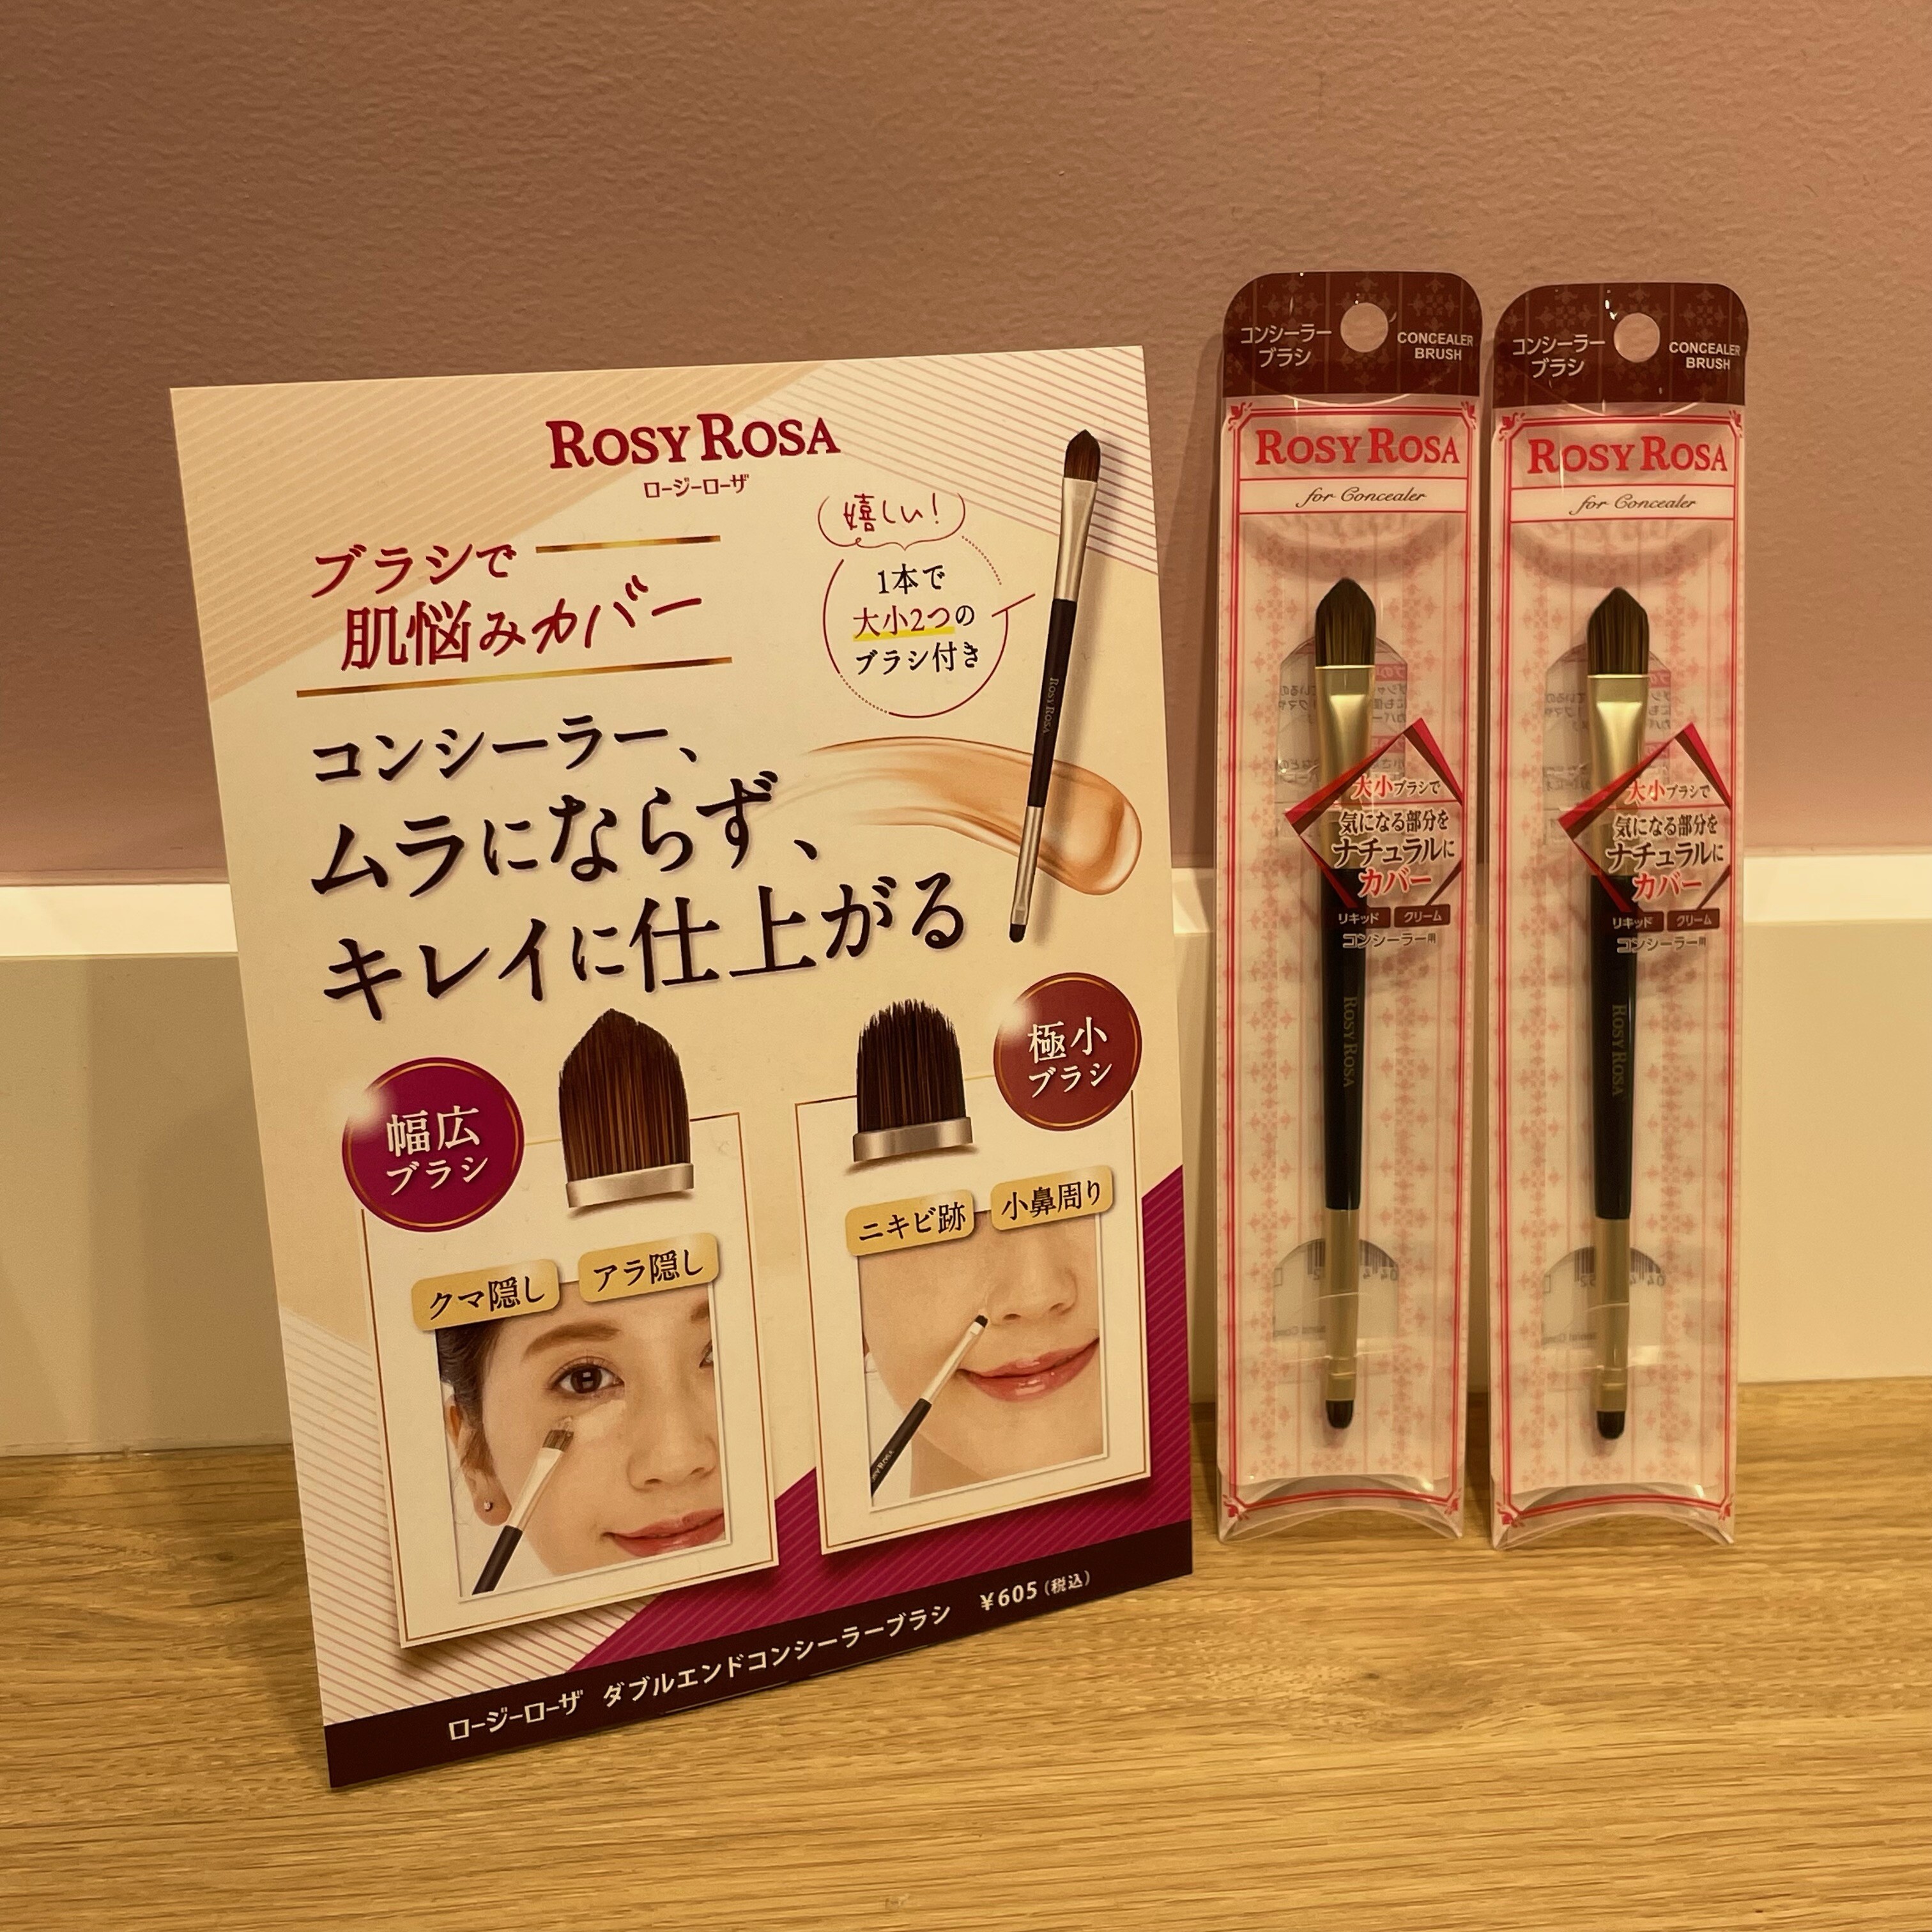 ROSY ROSA
ロージーローザ
ブラシで
肌悩みカバー
嬉しい!
1本で
大小2つの
ブラシ付き
ROSY ROSA
コンシーラー、
ムラにならず、
キレイに仕上がる
幅広
ブラシ
極小
ブラシ
クマ隠し
アラ隠し
ニキビ跡
小鼻周り
ロージーローザ ダブルエンドコンシーラーブラシ ¥605(税込)
コンシーラー
ブラシ
CONCEALER
BRUSH
ROSY ROSA
for Concealer
大小ブラシで
気になる部分を
ナチュラルに
カバー
リキッド クリーム
コンシーラー用
ROSY ROSA
コンシーラー
ブラシ
CONCEALER
BRUSH
ROSY ROSA
for Concealer
大小ブラシで
気になる部分を
ナチュラルに
カバー
リキッド クリーム
コンシーラー用
ROSY ROSA